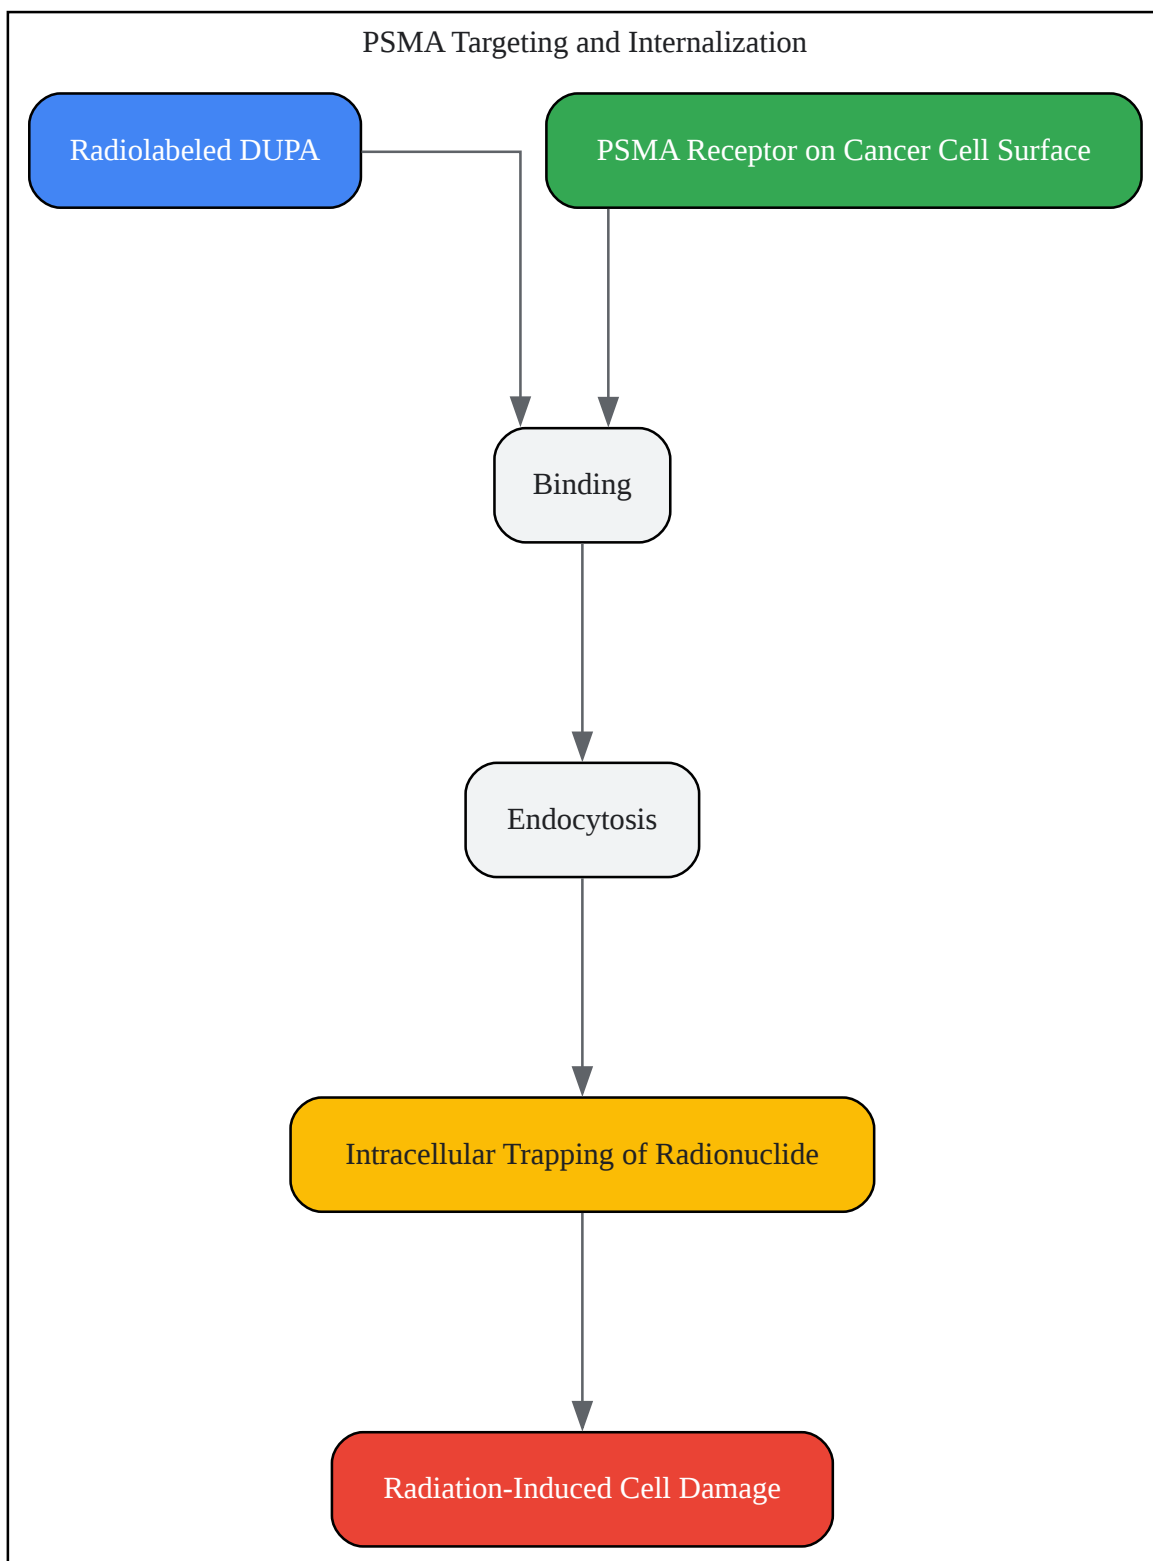 PSMA Targeting and Internalization
Radiolabeled DUPA
PSMA Receptor on Cancer Cell Surface
Binding
Endocytosis
Intracellular Trapping of Radionuclide
Radiation-Induced Cell Damage